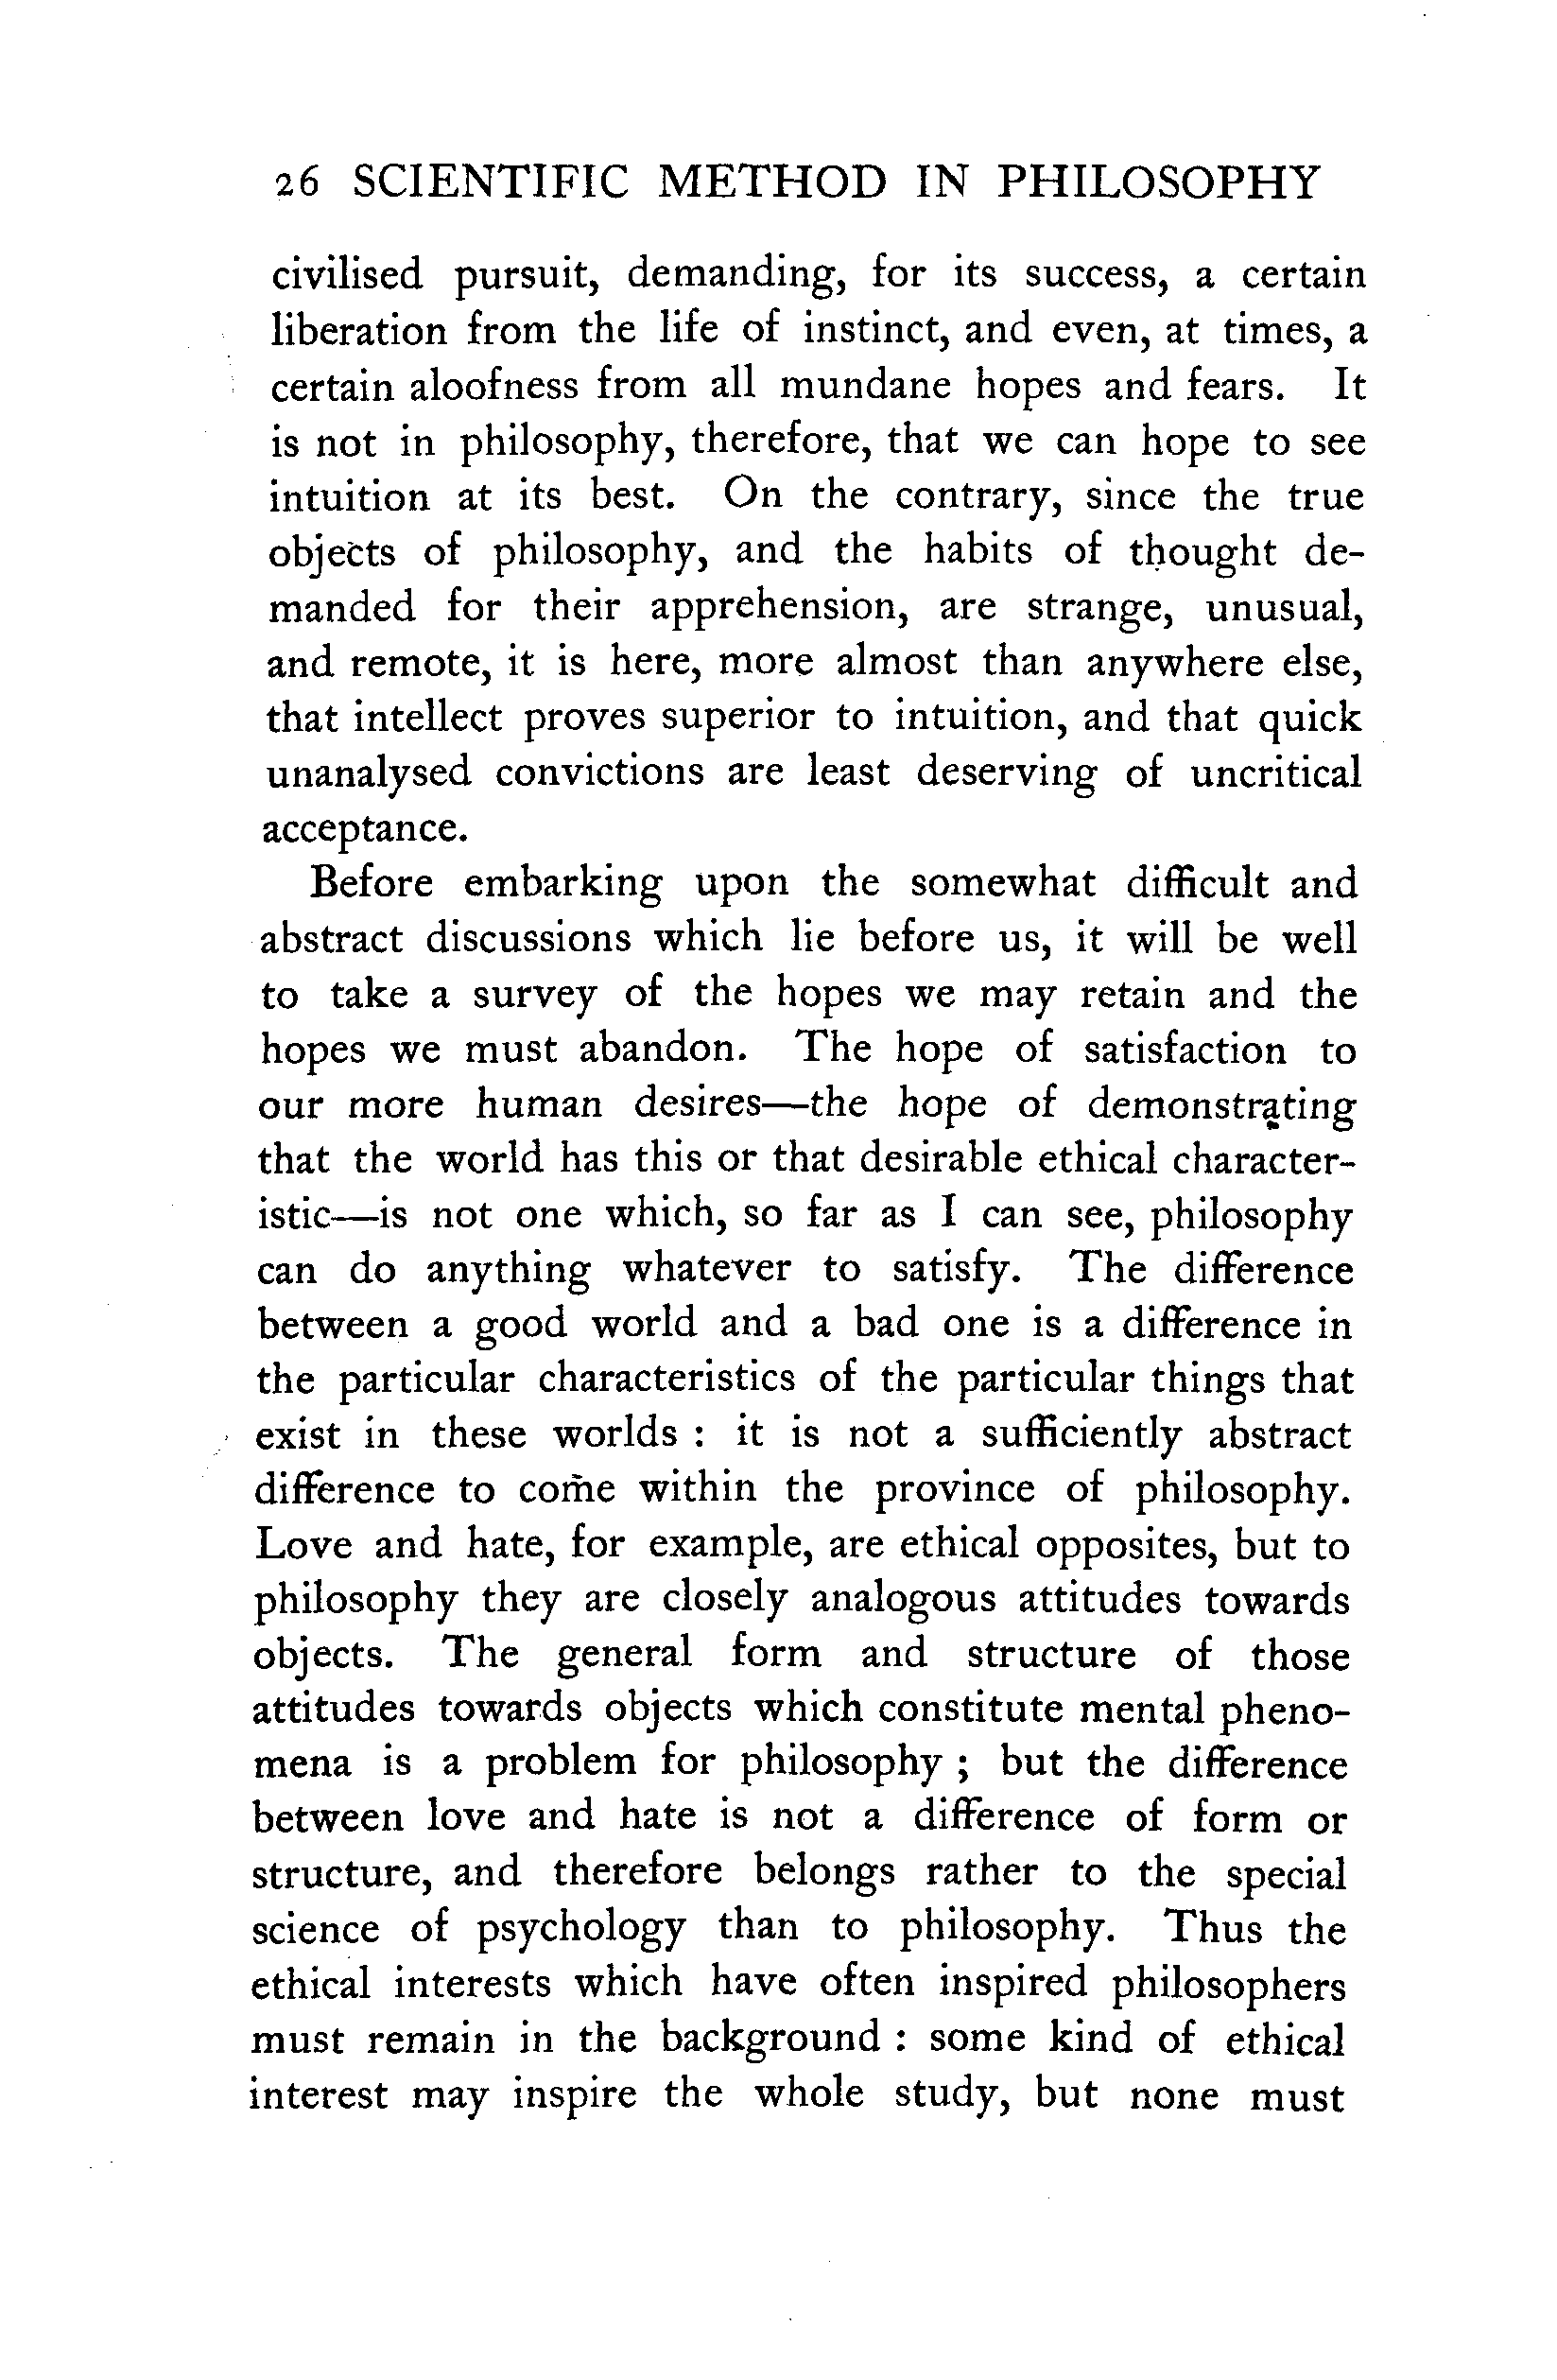 26 SCIENTIFIC METHOD IN PHILOSOPHY
civilised pursuit, demanding, for its success, a certain
liberation from the life of instinct, and even, at times, a
certain aloofness from all mundane hopes and fears. It
is not in philosophy, therefore, that we can hope to see
intuition at its best. On the contrary, since the true
objects of philosophy, and the habits of thought de-
manded for their apprehension, are strange, unusual,
and remote, it is here, more almost than anywhere else,
that intellect proves superior to intuition, and that quick
unanalysed convictions are least deserving of uncritical
acceptance.
Before embarking upon the somewhat difficult and
abstract discussions which lie before us, it will be well
to take a survey of the hopes we may retain and the
hopes we must abandon. The hope of satisfaction to
our more human desires—the hope of demonstrating
that the world has this or that desirable ethical character-
istic—is not one which, so far as I can see, philosophy
can do anything whatever to satisfy. The difference
between a good world and a bad one is a difference in
the particular characteristics of the particular things that
exist in these worlds : it is not a sufficiently abstract
difference to come within the province of philosophy.
Love and hate, for example, are ethical opposites, but to
philosophy they are closely analogous attitudes towards
objects. The general form and structure of those
attitudes towards objects which constitute mental pheno-
mena is a problem for philosophy ; but the difference
between love and hate is not a difference of form or
structure, and therefore belongs rather to the special
science of psychology than to philosophy. Thus the
ethical interests which have often inspired philosophers
must remain in the background : some kind of ethical
interest may inspire the whole study, but none must